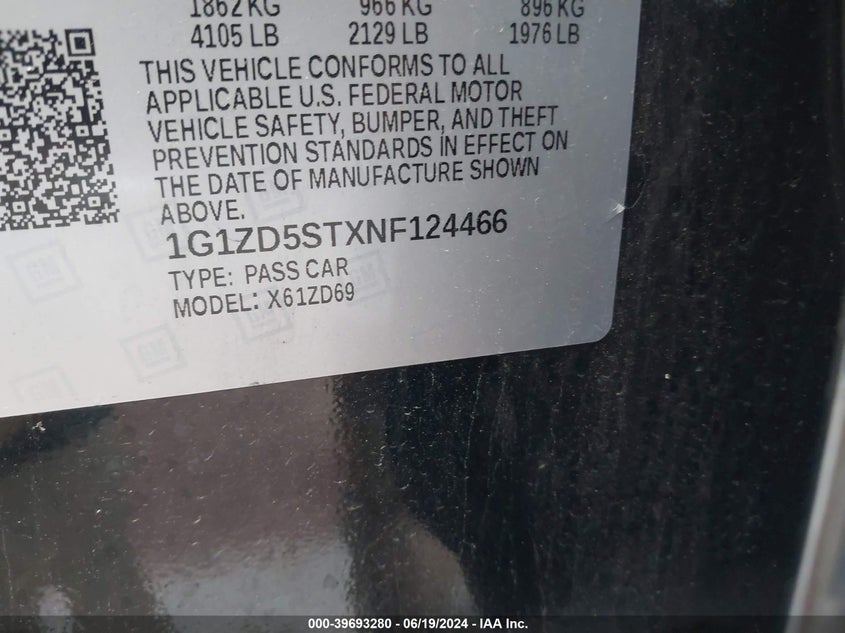 1862 KG 966 KG 896 KG
4105 LB 2129 LB 1976 LB
THIS VEHICLE CONFORMS TO ALL
APPLICABLE U.S. FEDERAL MOTOR
VEHICLE SAFETY, BUMPER, AND THEFT
PREVENTION STANDARDS IN EFFECT ON
THE DATE OF MANUFACTURE SHOWN
ABOVE.
1G1ZD5STXNF124466
TYPE: PASS CAR
MODEL: X61ZD69
000-39693280 - 06/19/2024 - IAA Inc.